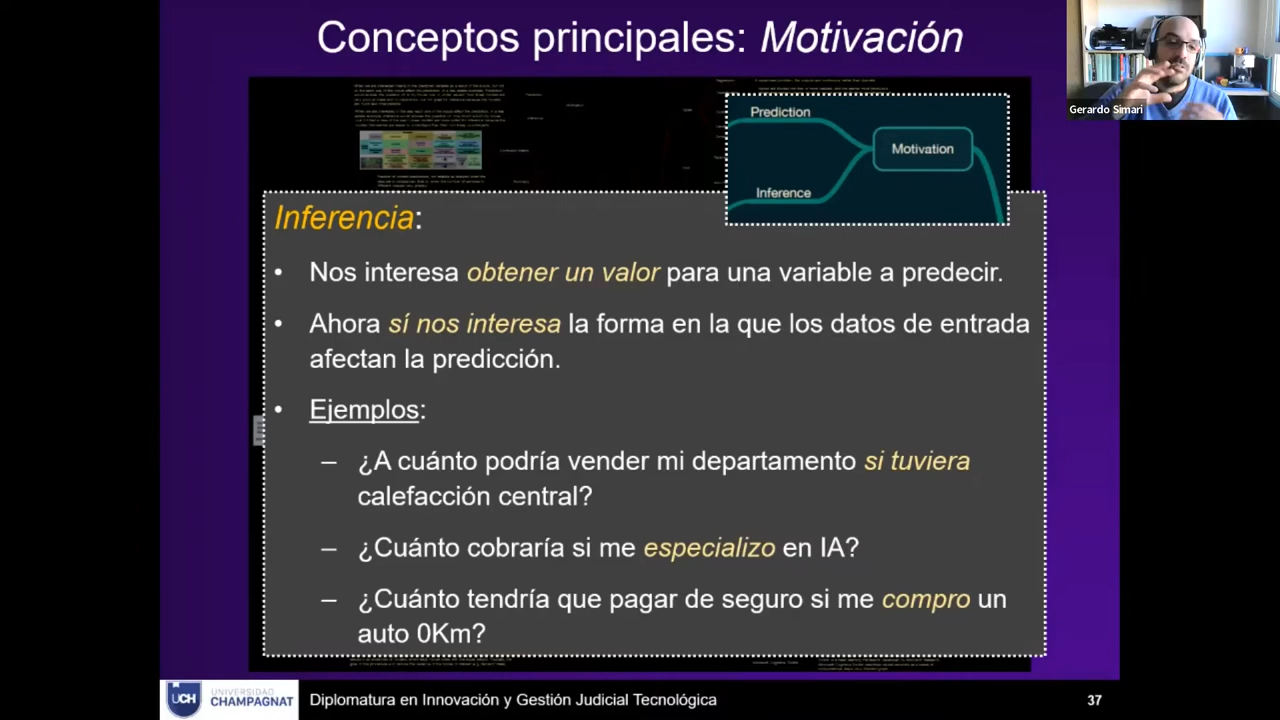 Conceptos principales: Motivación
Gerardo Simari
Prediction
Motivation
Inference
Inferencia:
• Nos interesa obtener un valor para una variable a predecir.
• Ahora sí nos interesa la forma en la que los datos de entrada
afectan la predicción.
• Ejemplos:
– ¿A cuánto podría vender mi departamento si tuviera
calefacción central?
– ¿Cuánto cobraría si me especializo en IA?
– ¿Cuánto tendría que pagar de seguro si me compro un
auto 0Km?
UCH
UNIVERSIDAD
CHAMPAGNAT
Diplomatura en Innovación y Gestión Judicial Tecnológica
37